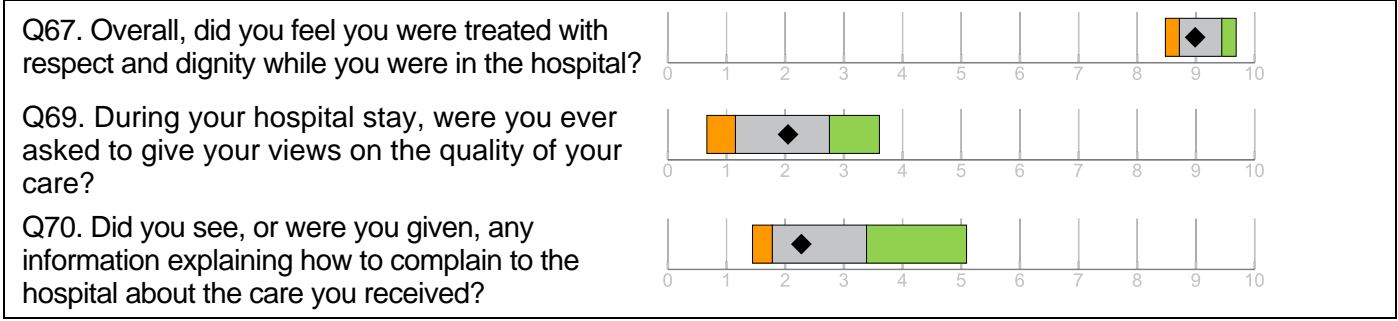 Q67. Overall, did you feel you were treated with
respect and dignity while you were in the hospital?
0 1 2 3 4 5 6 7 8 9 10
Q69. During your hospital stay, were you ever
asked to give your views on the quality of your
care?
0 1 2 3 4 5 6 7 8 9 10
Q70. Did you see, or were you given, any
information explaining how to complain to the
hospital about the care you received?
0 1 2 3 4 5 6 7 8 9 10